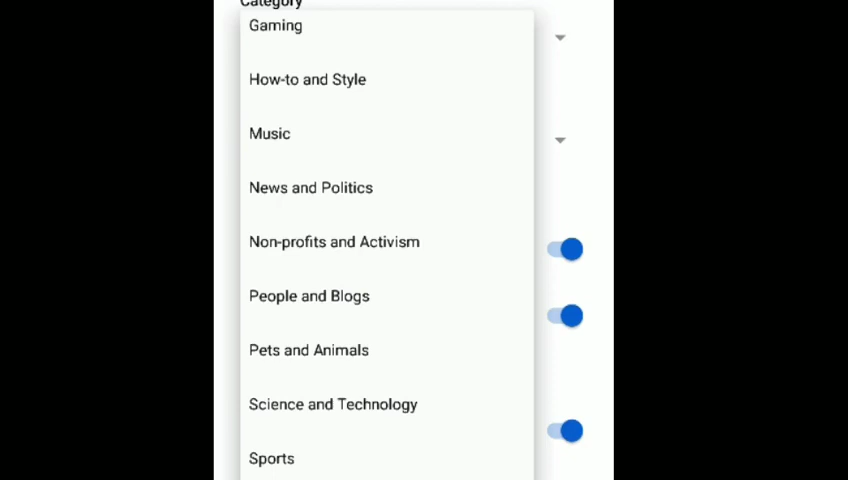 Category
Gaming
How-to and Style
Music
News and Politics
Non-profits and Activism
People and Blogs
Pets and Animals
Science and Technology
Sports